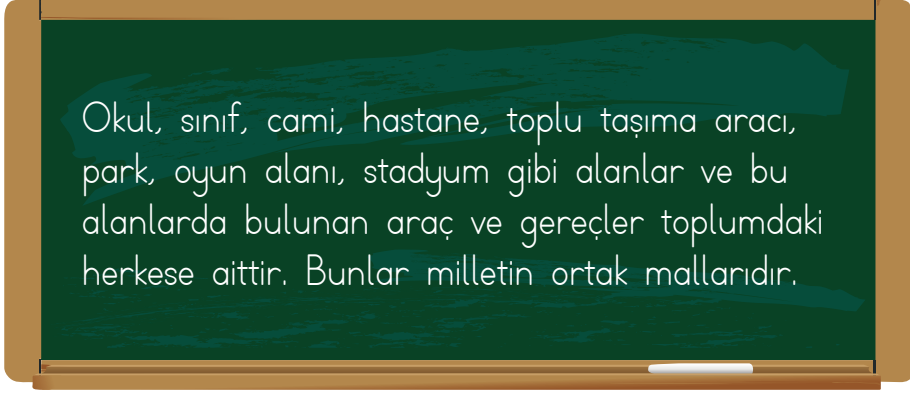 Okul, sınıf, cami, hastane, toplu taşıma aracı,
park, oyun alanı, stadyum gibi alanlar ve bu
alanlarda bulunan araç ve gereçler toplumdaki
herkese aittir. Bunlar milletin ortak mallarıdır.